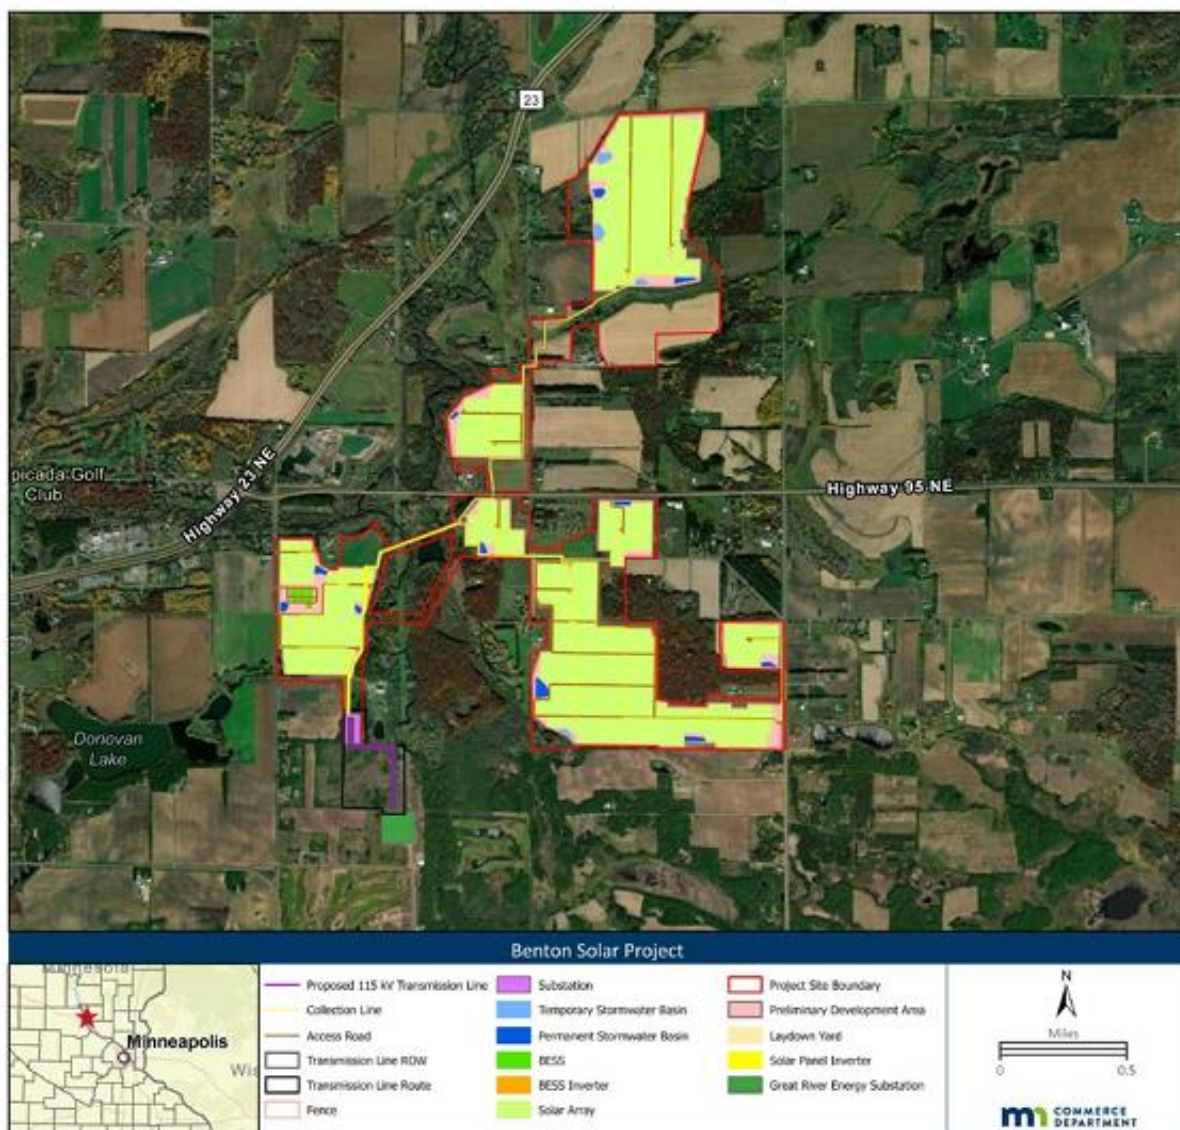 23
picada Golf
Club
Highway 23 NE
Highway 95 NE
Donovan
Lake
Benton Solar Project
Minnesota
Minneapolis
Wis
Proposed 115 kV Transmission Line
Collection Line
Access Road
Transmission Line ROW
Transmission Line Route
Fence
Substation
Temporary Stormwater Basin
Permanent Stormwater Basin
BESS
BESS Inverter
Solar Array
Project Site Boundary
Preliminary Development Area
Laydown Yard
Solar Panel Inverter
Great River Energy Substation
N
Miles
0 0.5
mn COMMERCE
DEPARTMENT